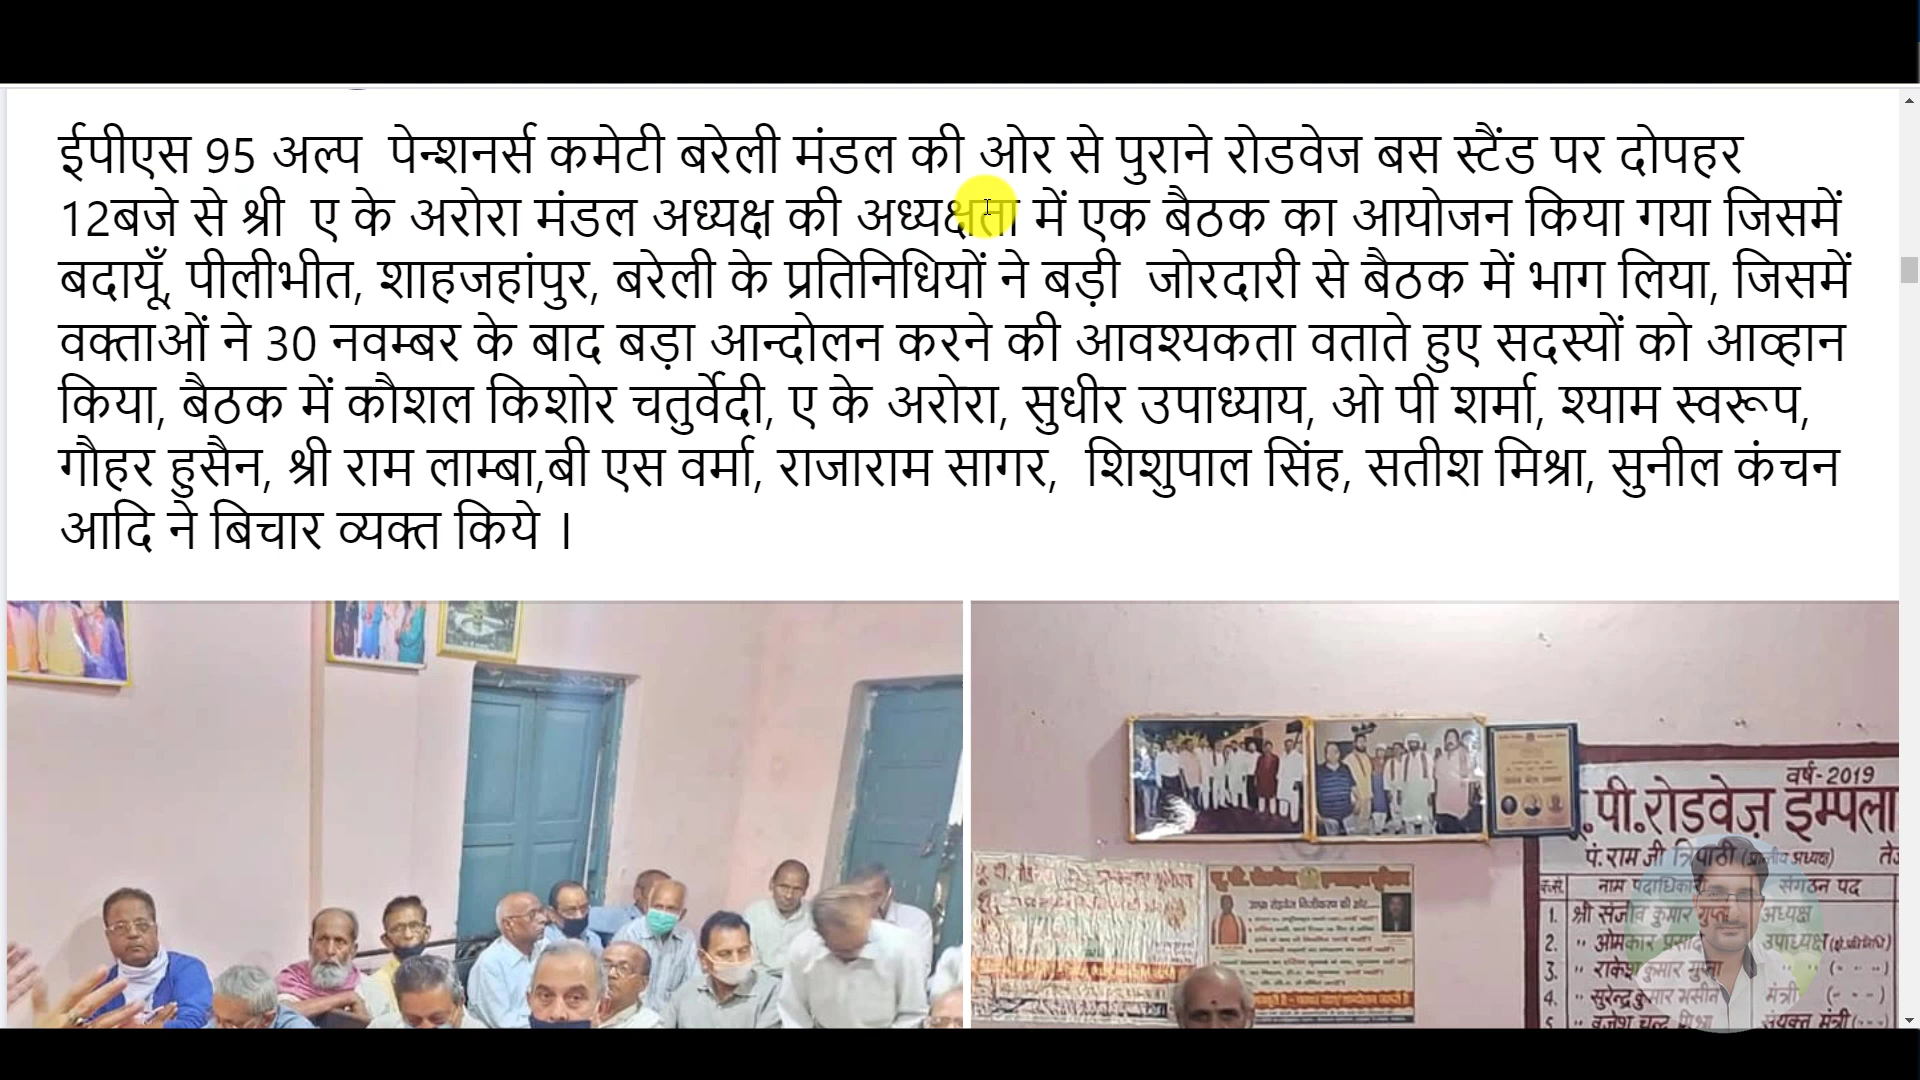 ईपीएस 95 अल्प पेन्शनर्स कमेटी बरेली मंडल की ओर से पुराने रोडवेज बस स्टैंड पर दोपहर
12बजे से श्री ए के अरोरा मंडल अध्यक्ष की अध्यक्षता में एक बैठक का आयोजन किया गया जिसमें
बदायूँ, पीलीभीत, शाहजहांपुर, बरेली के प्रतिनिधियों ने बड़ी जोरदारी से बैठक में भाग लिया, जिसमें
वक्ताओं ने 30 नवम्बर के बाद बड़ा आन्दोलन करने की आवश्यकता वताते हुए सदस्यों को आव्हान
किया, बैठक में कौशल किशोर चतुर्वेदी, ए के अरोरा, सुधीर उपाध्याय, ओ पी शर्मा, श्याम स्वरूप,
गौहर हुसैन, श्री राम लाम्बा,बी एस वर्मा, राजाराम सागर, शिशुपाल सिंह, सतीश मिश्रा, सुनील कंचन
आदि ने बिचार व्यक्त किये ।
वर्ष-2019
.पी.रोडवेज़ इम्पला
पं. राम जी त्रिपाठी (प्रान्तीय अध्यक्ष)
नाम पदाधिकारी संगठन पद
1. श्री संजीव कुमार गुप्ता अध्यक्ष
2. " ओमकार प्रसाद उपाध्यक्ष
3. " राकेश कुमार गुप्ता " "
4. " सुरेन्द्र कुमार भसीन मंत्री
5. " बृजेश चन्द्र मिश्रा संयुक्त मंत्री